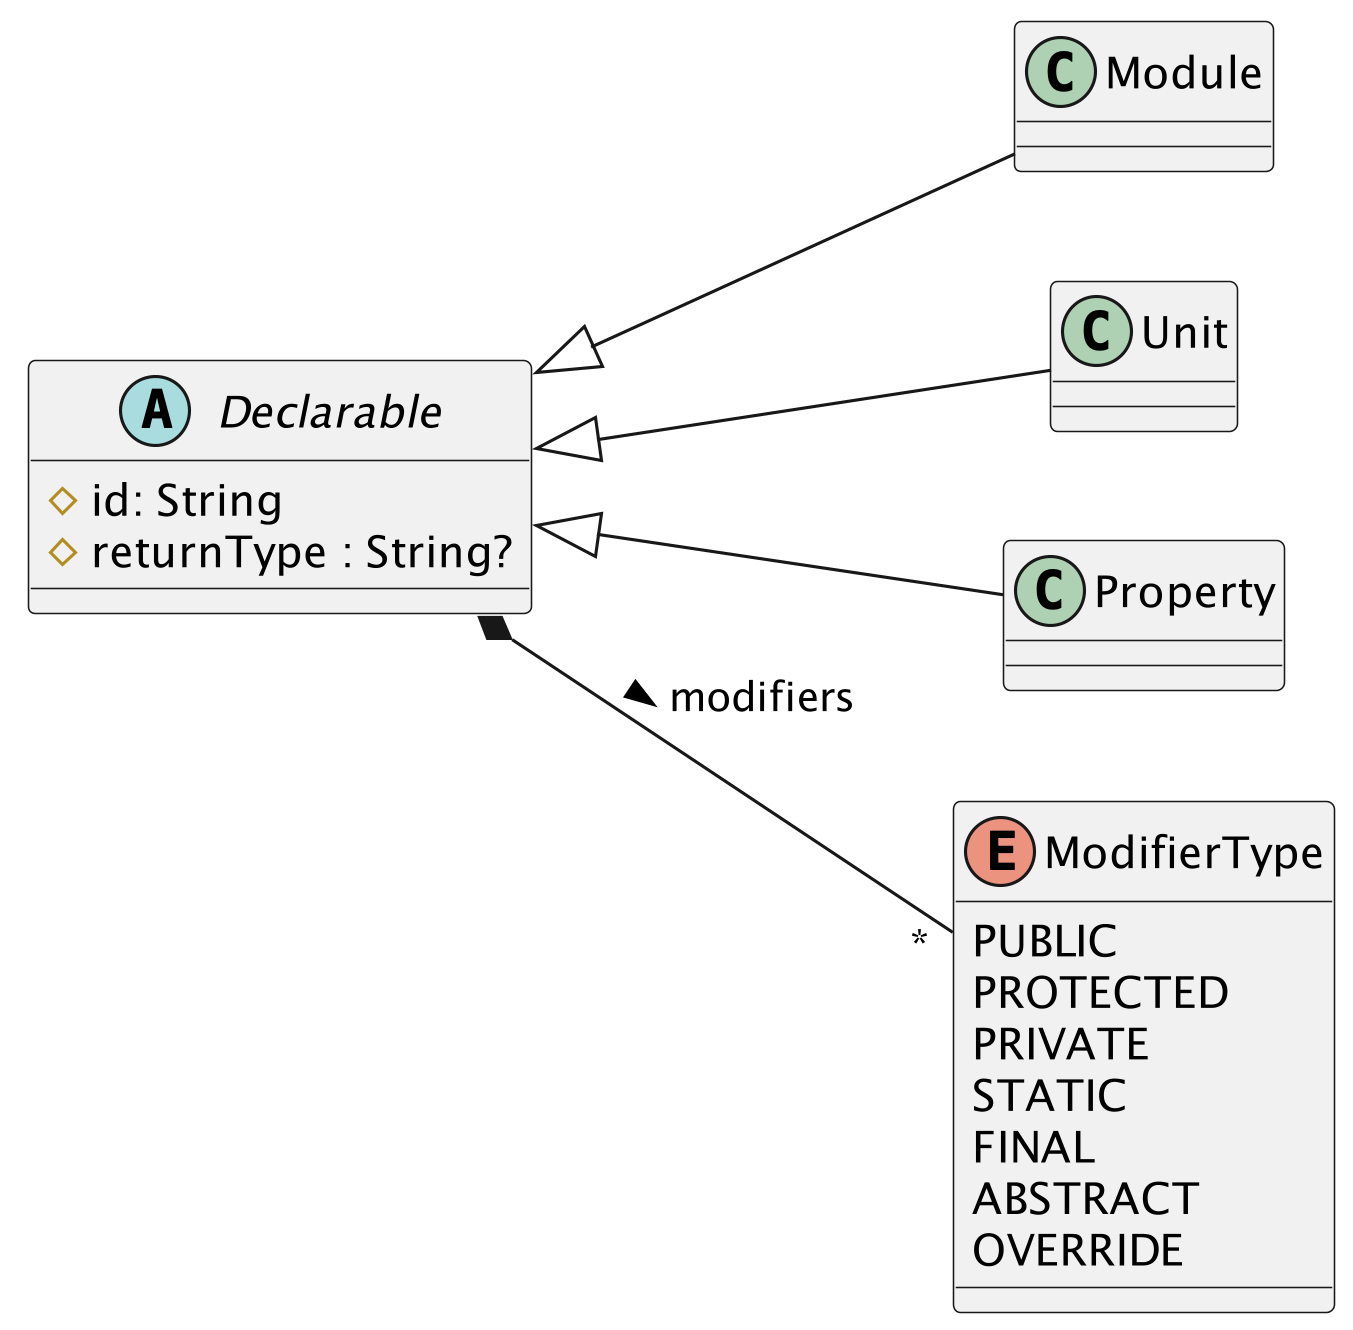 C Module
C Unit
A Declarable
id: String
returnType : String?
C Property
modifiers
*
E ModifierType
PUBLIC
PROTECTED
PRIVATE
STATIC
FINAL
ABSTRACT
OVERRIDE